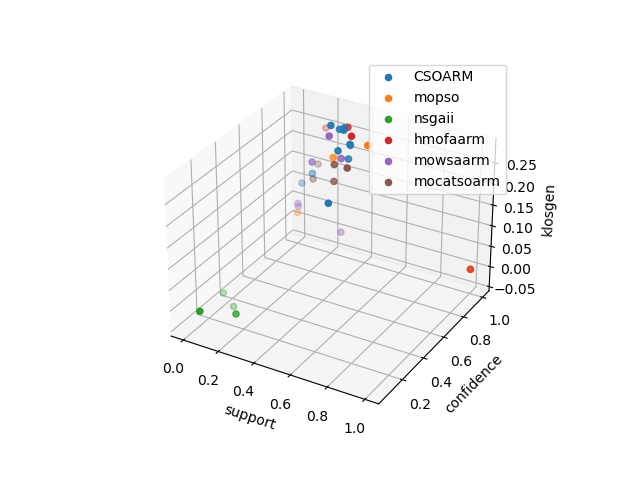 CSOARM
mopso
nsgaii
hmofaarm
mowsaarm
mocatsoarm
0.25
0.20
0.15
0.10
0.05
0.00
−0.05
klosgen
1.0
0.8
0.6
0.4
0.2
confidence
0.0
0.2
0.4
0.6
0.8
1.0
support